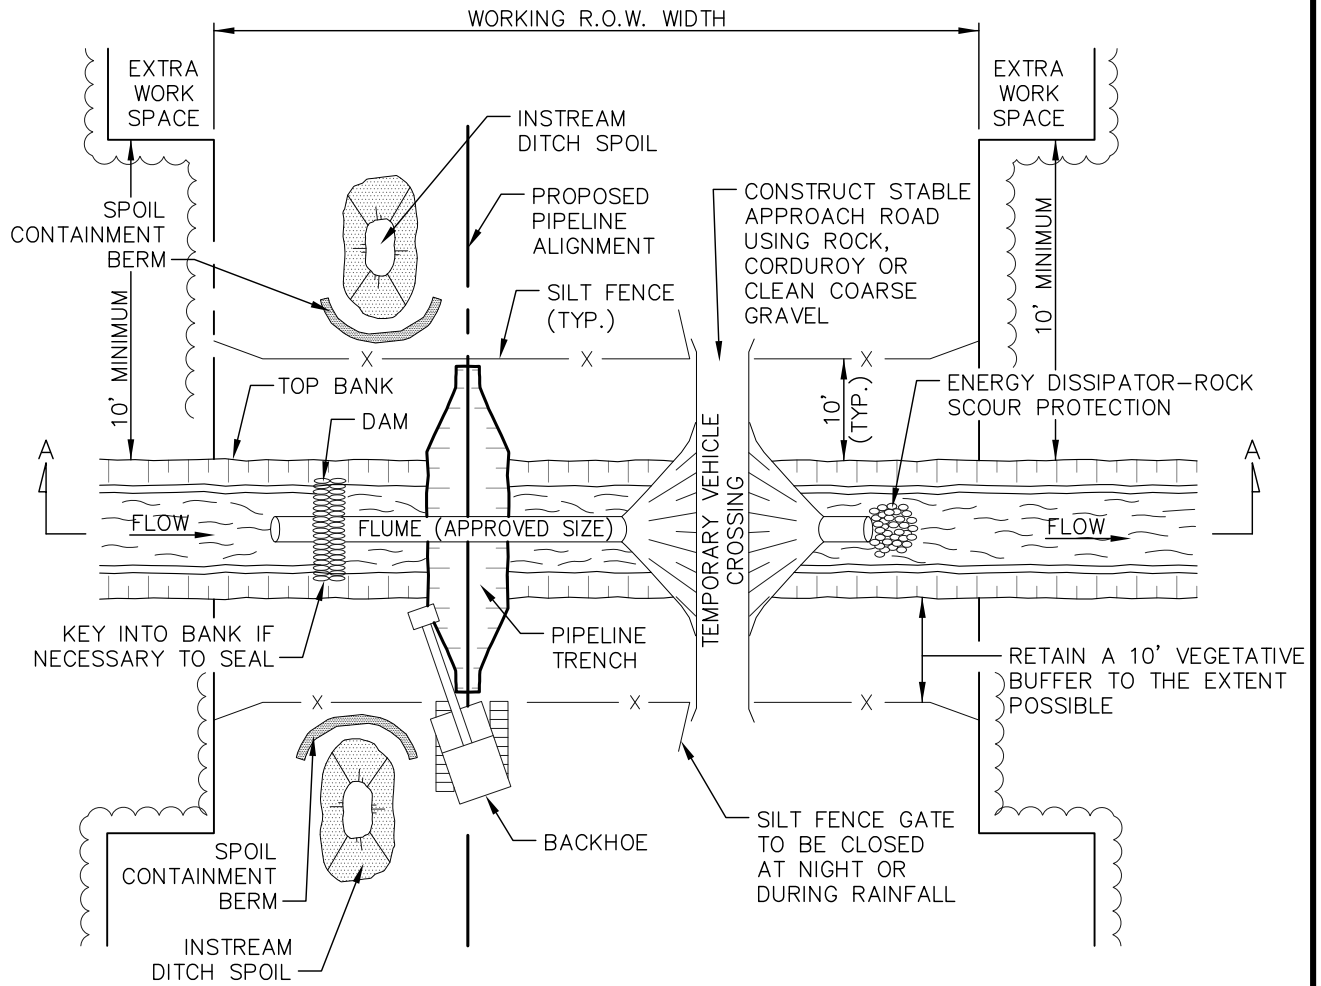 WORKING R.O.W. WIDTH
EXTRA
WORK
SPACE
EXTRA
WORK
SPACE
INSTREAM
DITCH SPOIL
PROPOSED
PIPELINE
ALIGNMENT
CONSTRUCT STABLE
APPROACH ROAD
USING ROCK,
CORDUROY OR
CLEAN COARSE
GRAVEL
SPOIL
CONTAINMENT
BERM
SILT FENCE
(TYP.)
10' MINIMUM
10' MINIMUM
X
X
X
TOP BANK
DAM
10'
(TYP.)
ENERGY DISSIPATOR-ROCK
SCOUR PROTECTION
A
A
FLOW
FLUME (APPROVED SIZE)
TEMPORARY VEHICLE
CROSSING
FLOW
KEY INTO BANK IF
NECESSARY TO SEAL
PIPELINE
TRENCH
RETAIN A 10' VEGETATIVE
BUFFER TO THE EXTENT
POSSIBLE
X
X
X
BACKHOE
SILT FENCE GATE
TO BE CLOSED
AT NIGHT OR
DURING RAINFALL
SPOIL
CONTAINMENT
BERM
INSTREAM
DITCH SPOIL